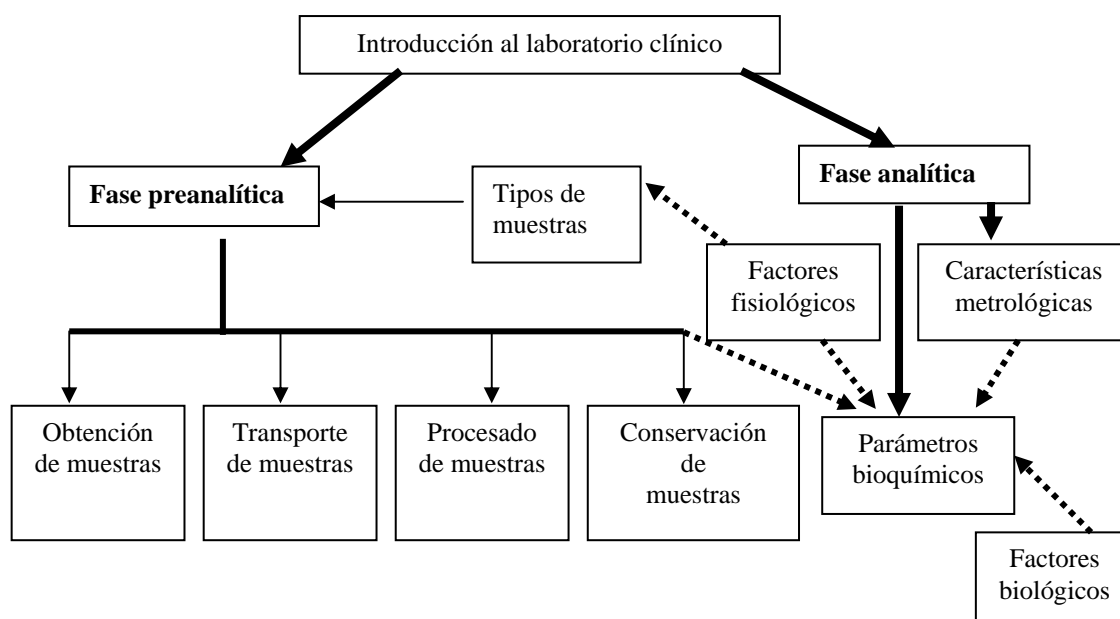 Introducción al laboratorio clínico
Fase preanalítica
Tipos de
muestras
Fase analítica
Factores
fisiológicos
Características
metrológicas
Obtención
de muestras
Transporte
de muestras
Procesado
de muestras
Conservación
de
muestras
Parámetros
bioquímicos
Factores
biológicos